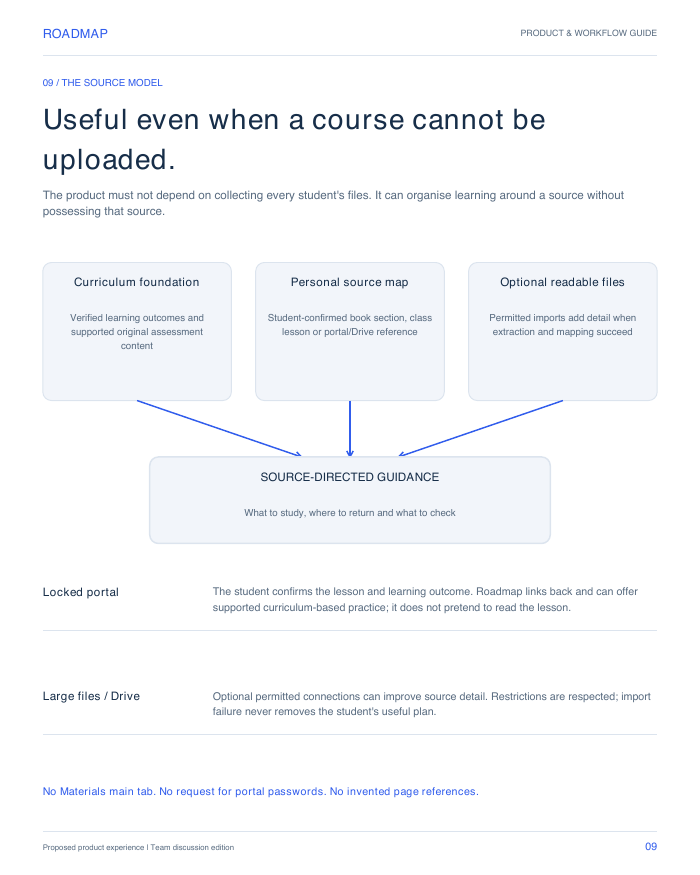 ROADMAP
PRODUCT & WORKFLOW GUIDE
09 / THE SOURCE MODEL
Useful even when a course cannot be
uploaded.
The product must not depend on collecting every student's files. It can organise learning around a source without
possessing that source.
Curriculum foundation
Verified learning outcomes and
supported original assessment
content
Personal source map
Student-confirmed book section, class
lesson or portal/Drive reference
Optional readable files
Permitted imports add detail when
extraction and mapping succeed
SOURCE-DIRECTED GUIDANCE
What to study, where to return and what to check
Locked portal
The student confirms the lesson and learning outcome. Roadmap links back and can offer
supported curriculum-based practice; it does not pretend to read the lesson.
Large files / Drive
Optional permitted connections can improve source detail. Restrictions are respected; import
failure never removes the student's useful plan.
No Materials main tab. No request for portal passwords. No invented page references.
Proposed product experience | Team discussion edition
09